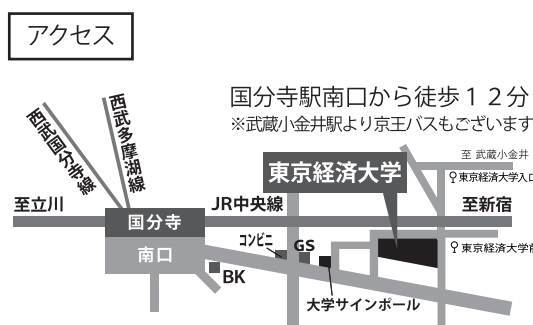 アクセス
国分寺駅南口から徒歩１２分
※武蔵小金井駅より京王バスもございます
西武国分寺線
西武多摩湖線
至 武蔵小金井
東京経済大学入口
東京経済大学
至立川
JR中央線
至新宿
国分寺
南口
コンビニ
GS
東京経済大学前
BK
大学サインポール